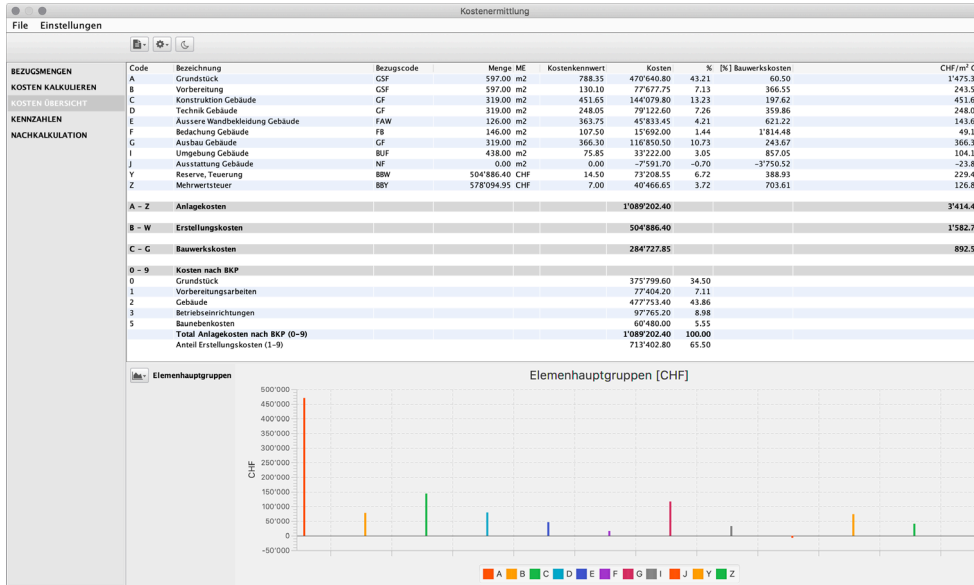 Kostenermittlung
File Einstellungen
BEZUGSMENGEN
KOSTEN KALKULIEREN
KOSTEN ÜBERSICHT
KENNZAHLEN
NACHKALKULATION
Code Bezeichnung Bezugscode Menge ME Kostenkennwert Kosten % [%] Bauwerkskosten CHF/m² G
A Grundstück GSF 597.00 m2 788.35 470'640.80 43.21 60.50 1'475.3
B Vorbereitung GSF 597.00 m2 130.10 77'677.75 7.13 366.55 243.5
C Konstruktion Gebäude GF 319.00 m2 451.65 144'079.80 13.23 197.62 451.6
D Technik Gebäude GF 319.00 m2 248.05 79'122.60 7.26 359.86 248.0
E Äussere Wandbekleidung Gebäude FAW 126.00 m2 363.75 45'833.45 4.21 621.22 143.6
F Bedachung Gebäude FB 146.00 m2 107.50 15'692.00 1.44 1'814.48 49.1
G Ausbau Gebäude GF 319.00 m2 366.30 116'850.50 10.73 243.67 366.3
I Umgebung Gebäude BUF 438.00 m2 75.85 33'222.00 3.05 857.05 104.1
J Ausstattung Gebäude NF 0.00 m2 0.00 -7'591.70 -0.70 -3'750.52 -23.8
Y Reserve, Teuerung BBW 504'886.40 CHF 14.50 73'208.55 6.72 388.93 229.4
Z Mehrwertsteuer BBY 578'094.95 CHF 7.00 40'466.65 3.72 703.61 126.8
A - Z Anlagekosten 1'089'202.40 3'414.4
B - W Erstellungskosten 504'886.40 1'582.7
C - G Bauwerkskosten 284'727.85 892.5
0 - 9 Kosten nach BKP
0 Grundstück 375'799.60 34.50
1 Vorbereitungsarbeiten 77'404.20 7.11
2 Gebäude 477'753.40 43.86
3 Betriebseinrichtungen 97'765.20 8.98
5 Baunebenkosten 60'480.00 5.55
Total Anlagekosten nach BKP (0-9) 1'089'202.40 100.00
Anteil Erstellungskosten (1-9) 713'402.80 65.50
Elemenhauptgruppen
Elemenhauptgruppen [CHF]
CHF
500'000
450'000
400'000
350'000
300'000
250'000
200'000
150'000
100'000
50'000
0
-50'000
A B C D E F G I J Y Z